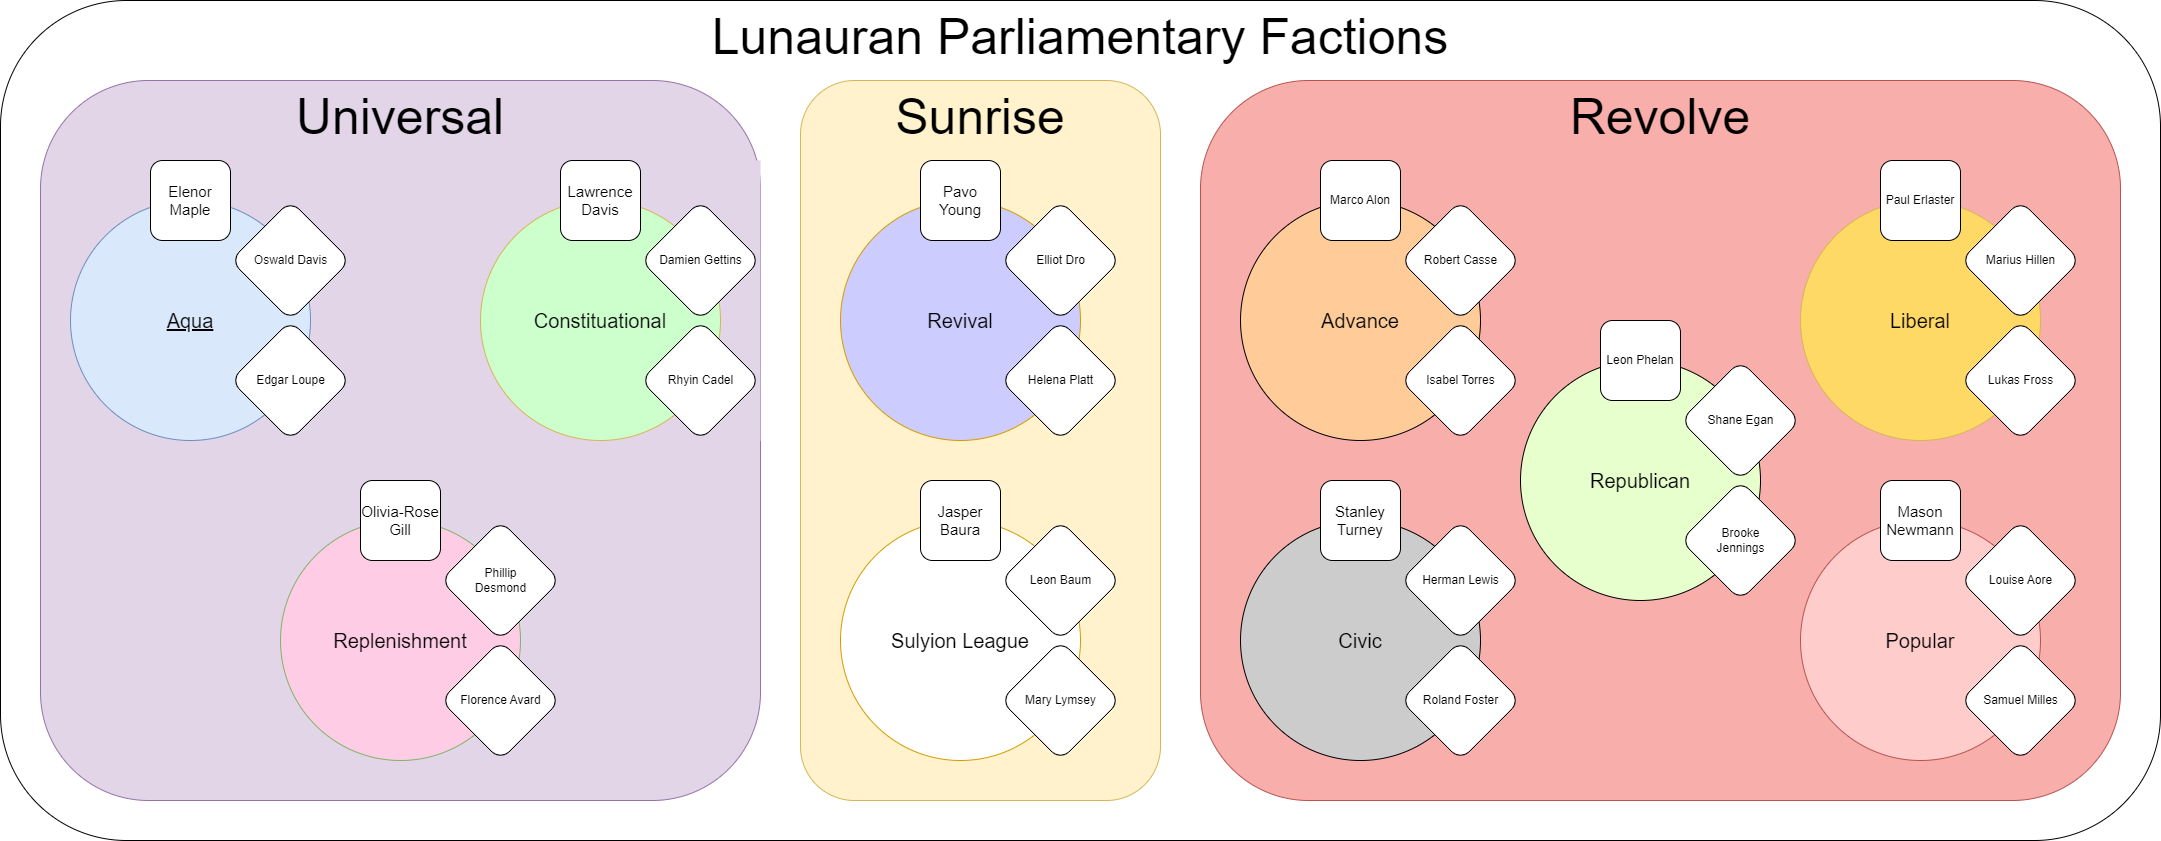 Lunauran Parliamentary Factions
Universal
Elenor
Maple
Oswald Davis
Aqua
Edgar Loupe
Lawrence
Davis
Damien Gettins
Constituational
Rhyin Cadel
Olivia-Rose
Gill
Phillip
Desmond
Replenishment
Florence Avard
Sunrise
Pavo
Young
Elliot Dro
Revival
Helena Platt
Jasper
Baura
Leon Baum
Sulyion League
Mary Lymsey
Revolve
Marco Alon
Robert Casse
Advance
Isabel Torres
Paul Erlaster
Marius Hillen
Liberal
Lukas Fross
Leon Phelan
Shane Egan
Republican
Brooke
Jennings
Stanley
Turney
Herman Lewis
Civic
Roland Foster
Mason
Newmann
Louise Aore
Popular
Samuel Milles